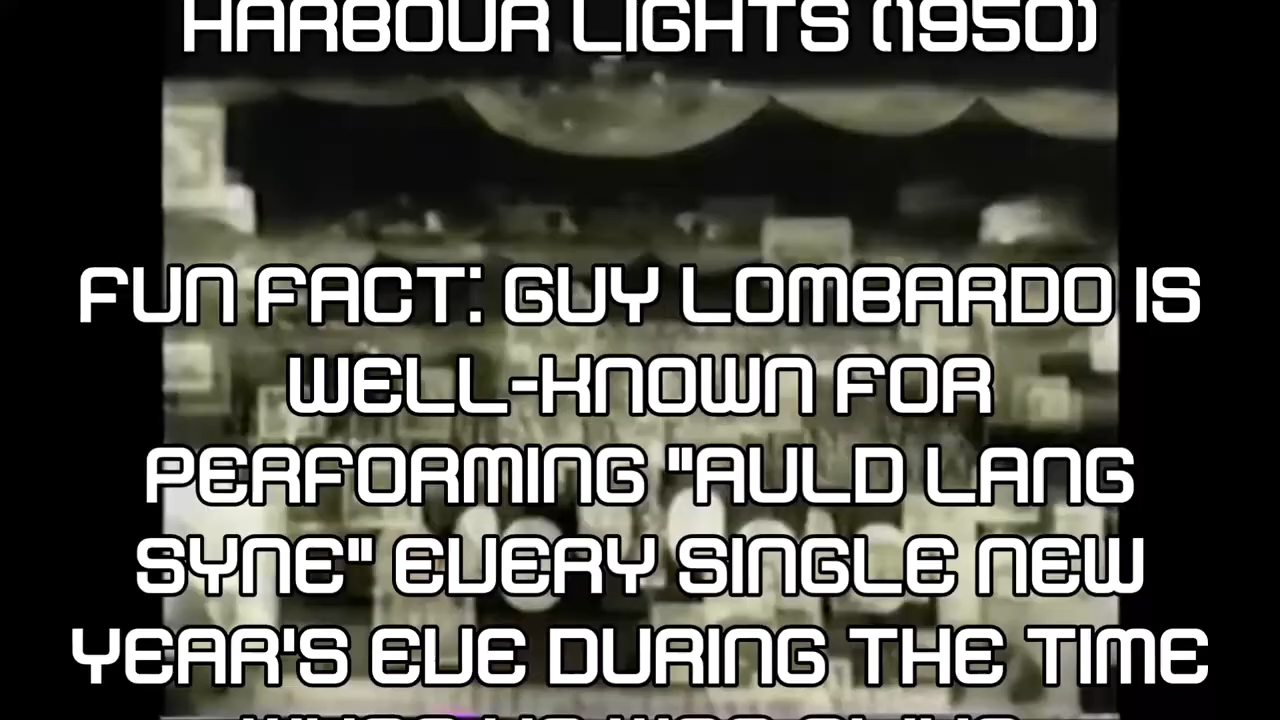 HARBOUR LIGHTS (1950)
FUN FACT: GUY LOMBARDO IS
WELL-KNOWN FOR
PERFORMING "AULD LANG
SYNE" EVERY SINGLE NEW
YEAR'S EVE DURING THE TIME